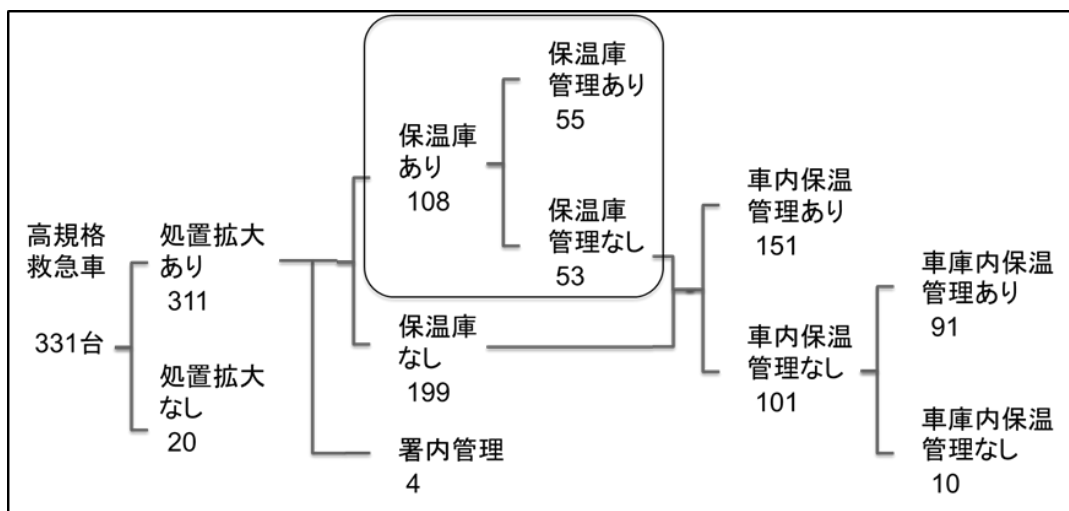 高規格
救急車
331台
処置拡大
あり
311
処置拡大
なし
20
保温庫
あり
108
保温庫
なし
199
署内管理
4
保温庫
管理あり
55
保温庫
管理なし
53
車内保温
管理あり
151
車内保温
管理なし
101
車庫内保温
管理あり
91
車庫内保温
管理なし
10